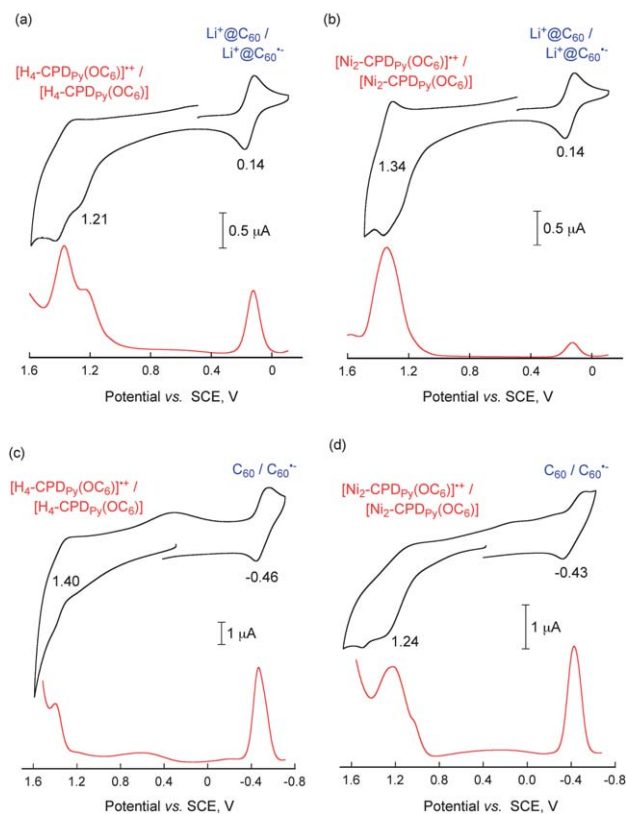 (a)
Li⁺@C₆₀ /
Li⁺@C₆₀•⁻
[H₄-CPD_Py(OC₆)]•⁺ /
[H₄-CPD_Py(OC₆)]
0.14
1.21
0.5 μA
1.6 1.2 0.8 0.4 0
Potential vs. SCE, V
(b)
Li⁺@C₆₀ /
Li⁺@C₆₀•⁻
[Ni₂-CPD_Py(OC₆)]•⁺ /
[Ni₂-CPD_Py(OC₆)]
1.34
0.14
0.5 μA
1.6 1.2 0.8 0.4 0
Potential vs. SCE, V
(c)
[H₄-CPD_Py(OC₆)]•⁺ /
[H₄-CPD_Py(OC₆)]
C₆₀ / C₆₀•⁻
1.40
-0.46
1 μA
1.6 1.2 0.8 0.4 0 -0.4 -0.8
Potential vs. SCE, V
(d)
[Ni₂-CPD_Py(OC₆)]•⁺ /
[Ni₂-CPD_Py(OC₆)]
C₆₀ / C₆₀•⁻
-0.43
1.24
1 μA
1.6 1.2 0.8 0.4 0 -0.4 -0.8
Potential vs. SCE, V